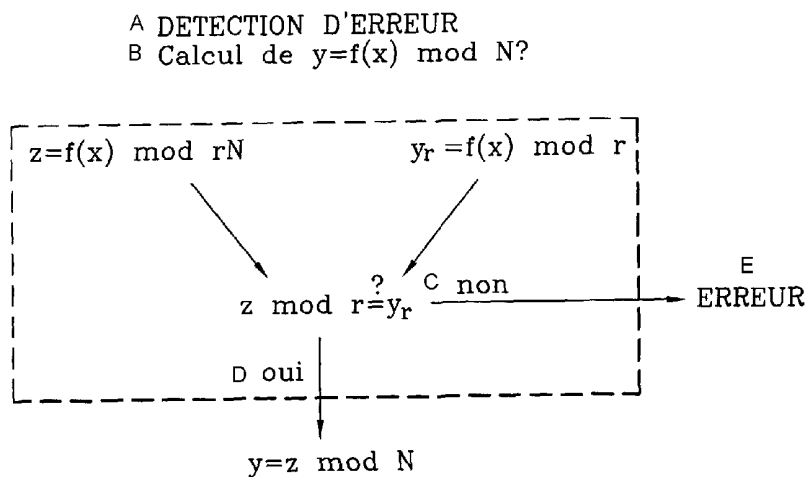 A DETECTION D'ERREUR
B Calcul de y=f(x) mod N?
z=f(x) mod rN
yr =f(x) mod r
z mod r≟yr
C non
E
ERREUR
D oui
y=z mod N